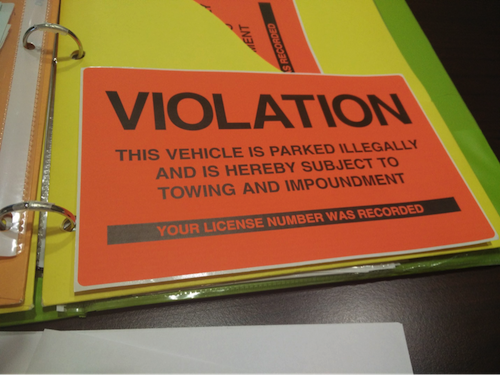 S RECORDED
VIOLATION
THIS VEHICLE IS PARKED ILLEGALLY
AND IS HEREBY SUBJECT TO
TOWING AND IMPOUNDMENT
YOUR LICENSE NUMBER WAS RECORDED